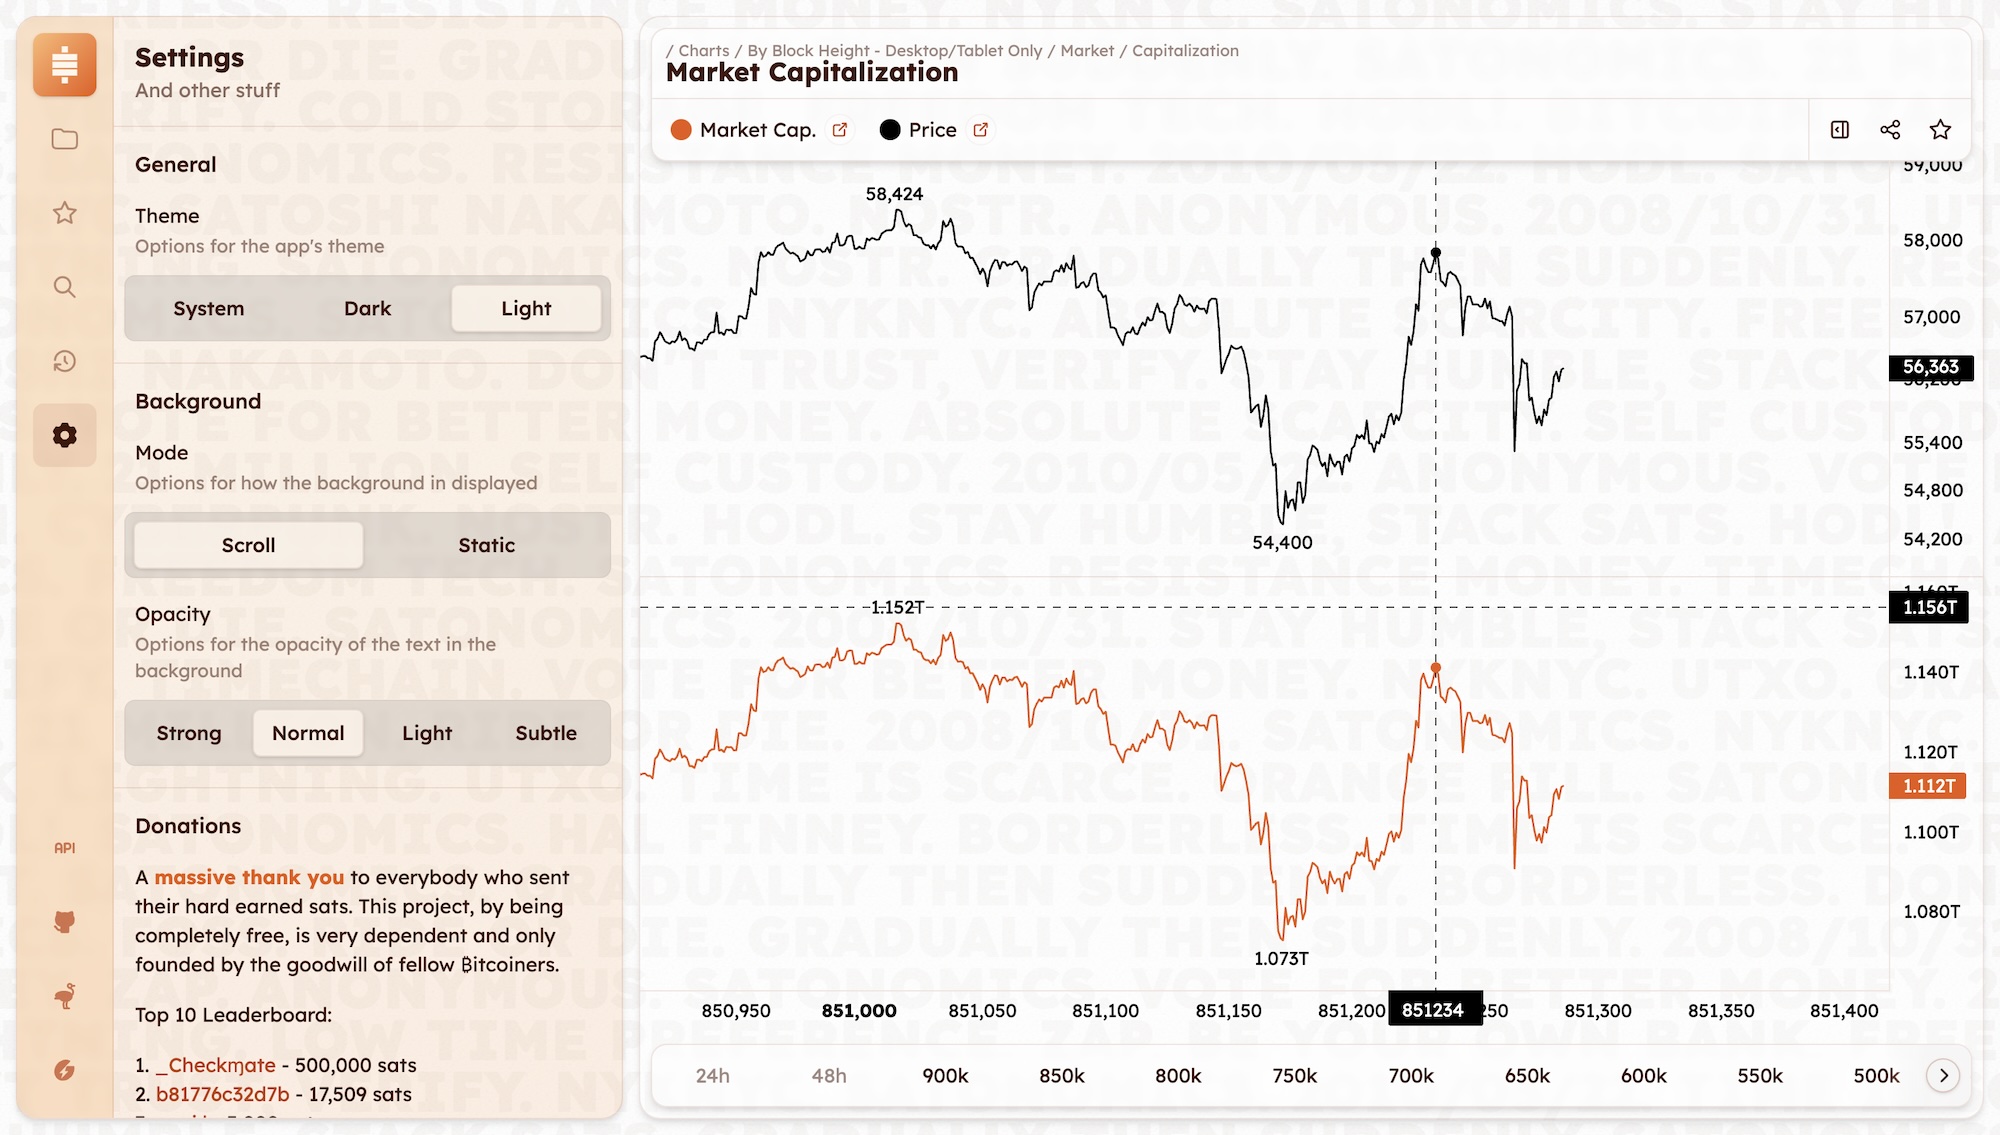 Settings
And other stuff
General
Theme
Options for the app's theme
System Dark Light
Background
Mode
Options for how the background in displayed
Scroll Static
Opacity
Options for the opacity of the text in the
background
Strong Normal Light Subtle
API
Donations
A massive thank you to everybody who sent
their hard earned sats. This project, by being
completely free, is very dependent and only
founded by the goodwill of fellow ₿itcoiners.
Top 10 Leaderboard:
1. _Checkɱate - 500,000 sats
2. b81776c32d7b - 17,509 sats
/ Charts / By Block Height - Desktop/Tablet Only / Market / Capitalization
Market Capitalization
Market Cap. Price
59,000
58,424
58,000
57,000
56,363
55,400
54,800
54,400
54,200
1.152T
1.156T
1.140T
1.120T
1.112T
1.100T
1.080T
1.073T
850,950 851,000 851,050 851,100 851,150 851,200 851234 250 851,300 851,350 851,400
24h 48h 900k 850k 800k 750k 700k 650k 600k 550k 500k